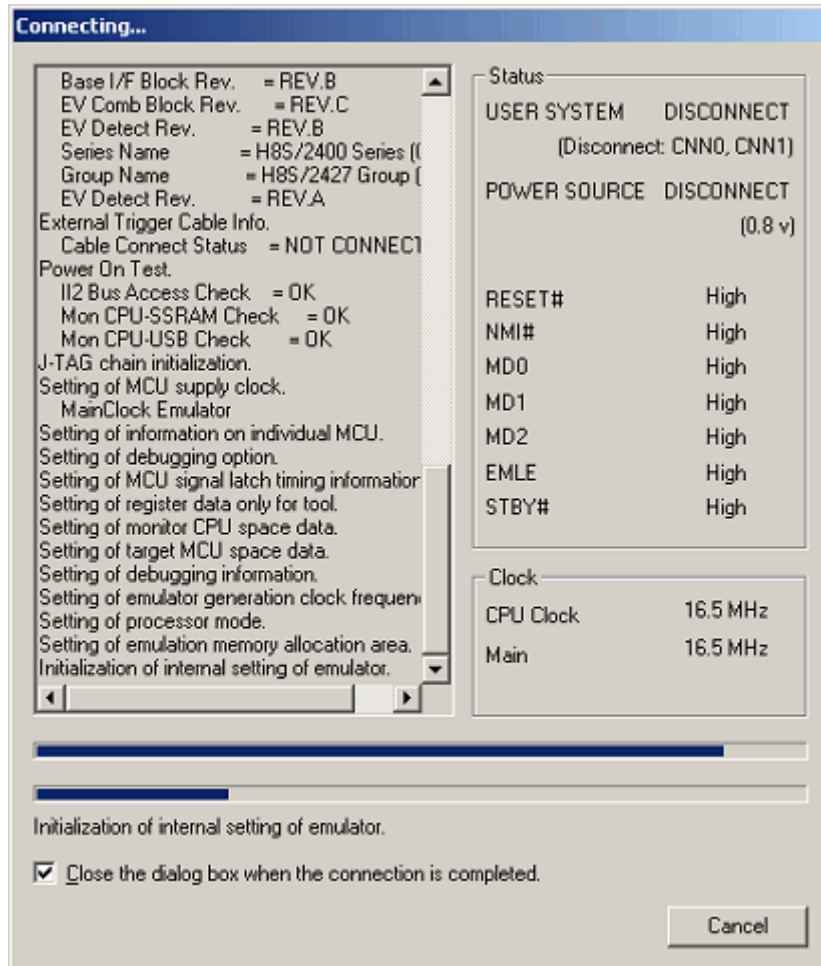 Connecting...
Base I/F Block Rev. = REV.B
EV Comb Block Rev. = REV.C
EV Detect Rev. = REV.B
Series Name = H8S/2400 Series ((
Group Name = H8S/2427 Group (
EV Detect Rev. = REV.A
External Trigger Cable Info.
Cable Connect Status = NOT CONNECT
Power On Test.
II2 Bus Access Check = OK
Mon CPU-SSRAM Check = OK
Mon CPU-USB Check = OK
J-TAG chain initialization.
Setting of MCU supply clock.
MainClock Emulator
Setting of information on individual MCU.
Setting of debugging option.
Setting of MCU signal latch timing information
Setting of register data only for tool.
Setting of monitor CPU space data.
Setting of target MCU space data.
Setting of debugging information.
Setting of emulator generation clock frequen
Setting of processor mode.
Setting of emulation memory allocation area.
Initialization of internal setting of emulator.
Status
USER SYSTEM DISCONNECT
(Disconnect: CNN0, CNN1)
POWER SOURCE DISCONNECT
(0.8 v)
RESET# High
NMI# High
MD0 High
MD1 High
MD2 High
EMLE High
STBY# High
Clock
CPU Clock 16.5 MHz
Main 16.5 MHz
Initialization of internal setting of emulator.
Close the dialog box when the connection is completed.
Cancel